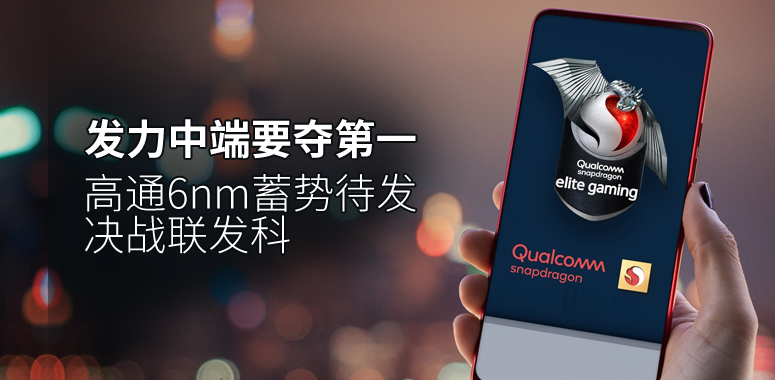 发力中端要夺第一
高通6nm蓄势待发
决战联发科
Qualcomm
snapdragon
elite gaming
Qualcomm
snapdragon